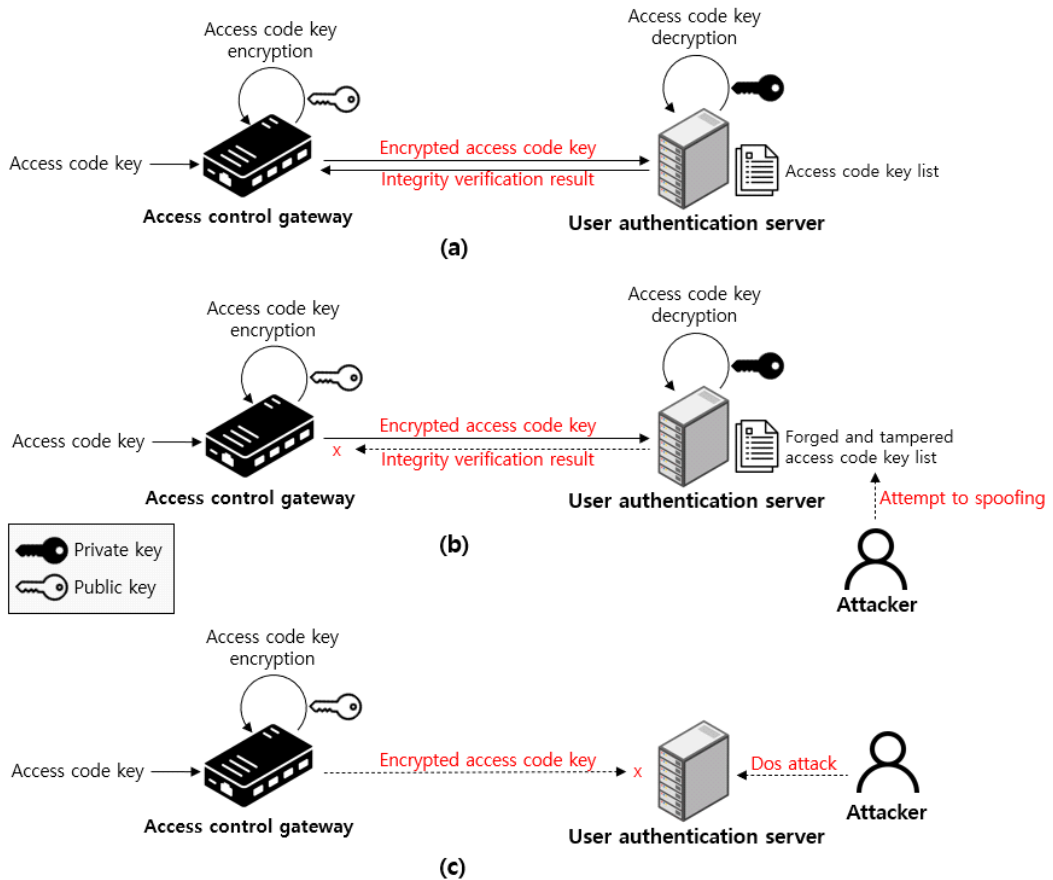 Access code key
encryption
Access code key
decryption
Access code key
Encrypted access code key
Integrity verification result
Access code key list
Access control gateway
User authentication server
(a)
Access code key
encryption
Access code key
decryption
Access code key
Encrypted access code key
x
Integrity verification result
Forged and tampered
access code key list
Access control gateway
User authentication server
Attempt to spoofing
(b)
Private key
Public key
Attacker
Access code key
encryption
Access code key
Encrypted access code key
x
Dos attack
Attacker
Access control gateway
User authentication server
(c)